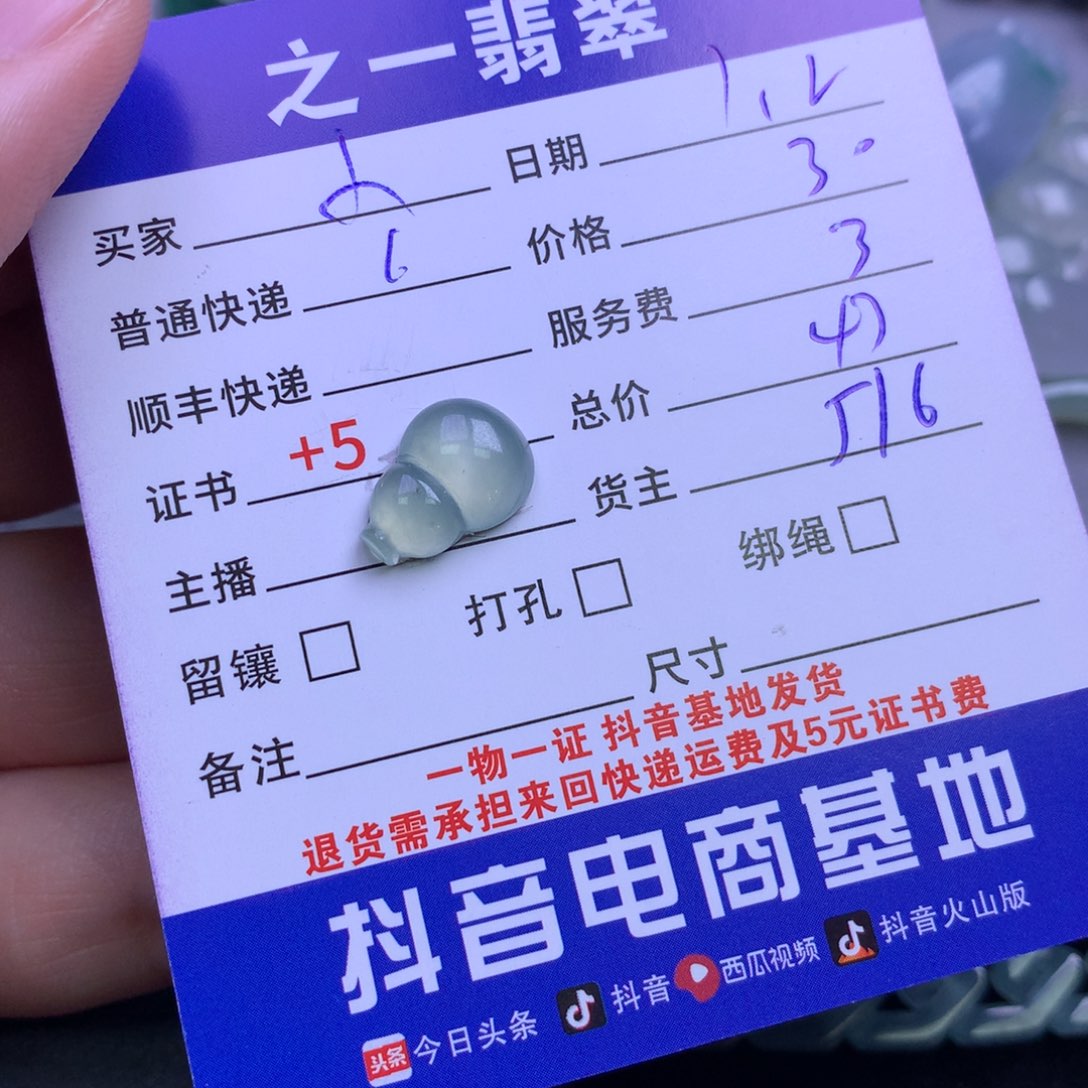 之一翡翠
买家 日期 1.2
普通快递 6 价格 30
顺丰快递 服务费 3
证书 +5 总价
主播 货主 516
留镶 打孔 绑绳
备注 尺寸
一物一证 抖音基地发货
退货需承担来回快递运费及5元证书费
抖音电商基地
头条 今日头条 抖音 西瓜视频 抖音火山版